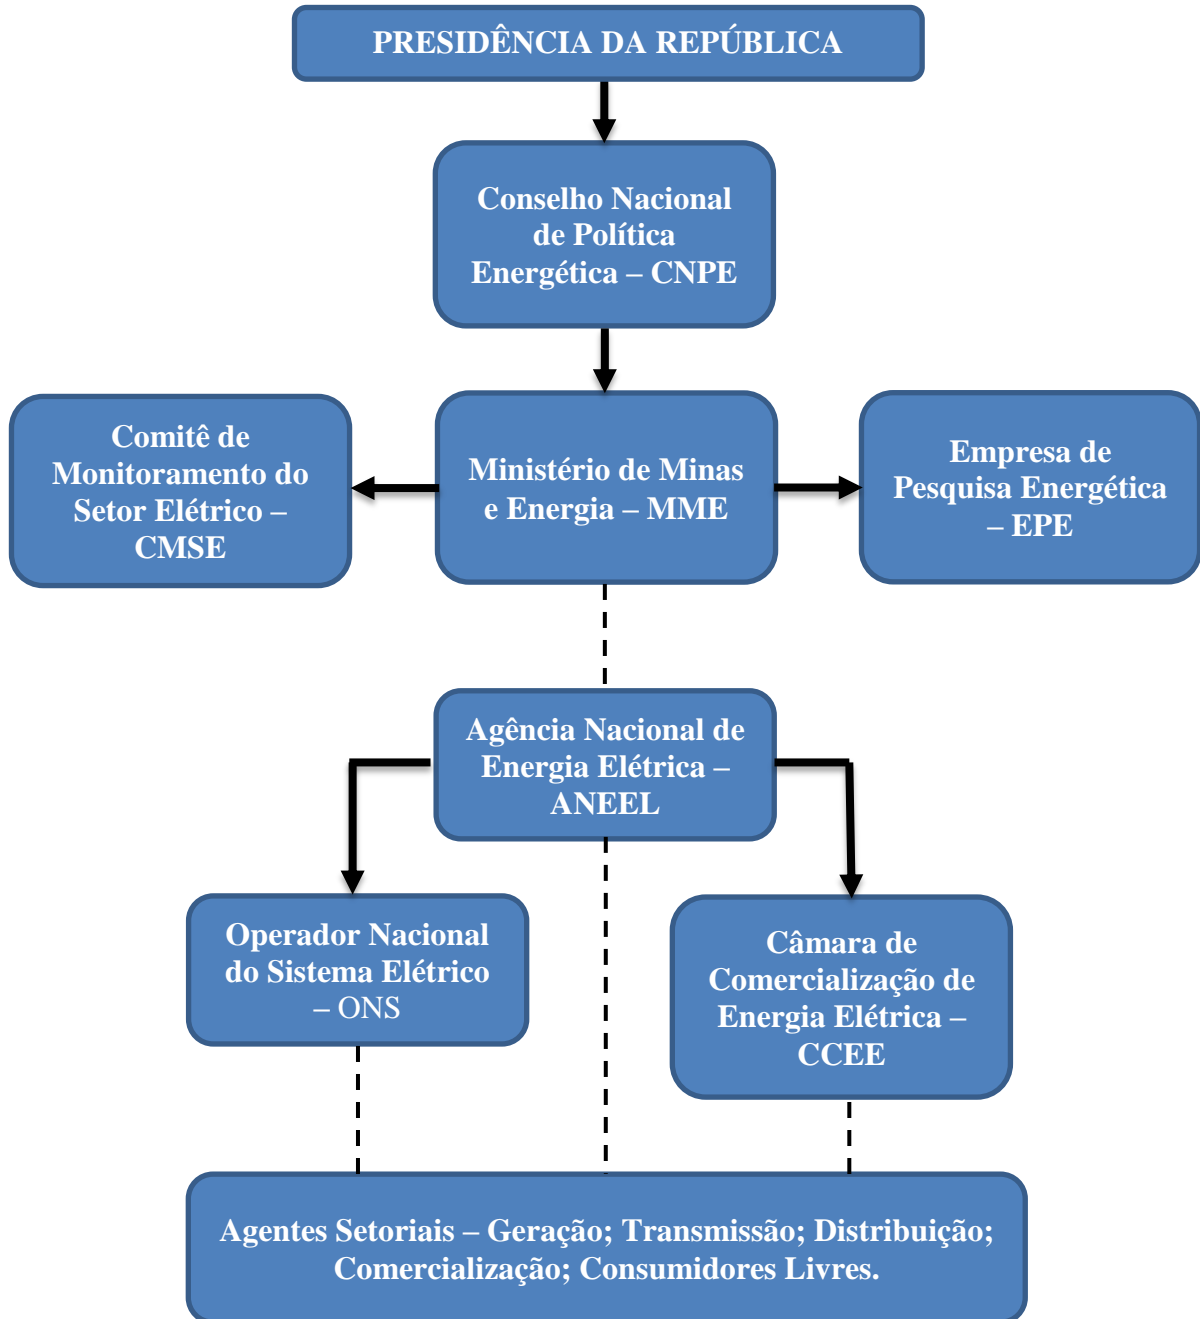 PRESIDÊNCIA DA REPÚBLICA
Conselho Nacional
de Política
Energética – CNPE
Comitê de
Monitoramento do
Setor Elétrico –
CMSE
Ministério de Minas
e Energia – MME
Empresa de
Pesquisa Energética
– EPE
Agência Nacional de
Energia Elétrica –
ANEEL
Operador Nacional
do Sistema Elétrico
– ONS
Câmara de
Comercialização de
Energia Elétrica –
CCEE
Agentes Setoriais – Geração; Transmissão; Distribuição;
Comercialização; Consumidores Livres.